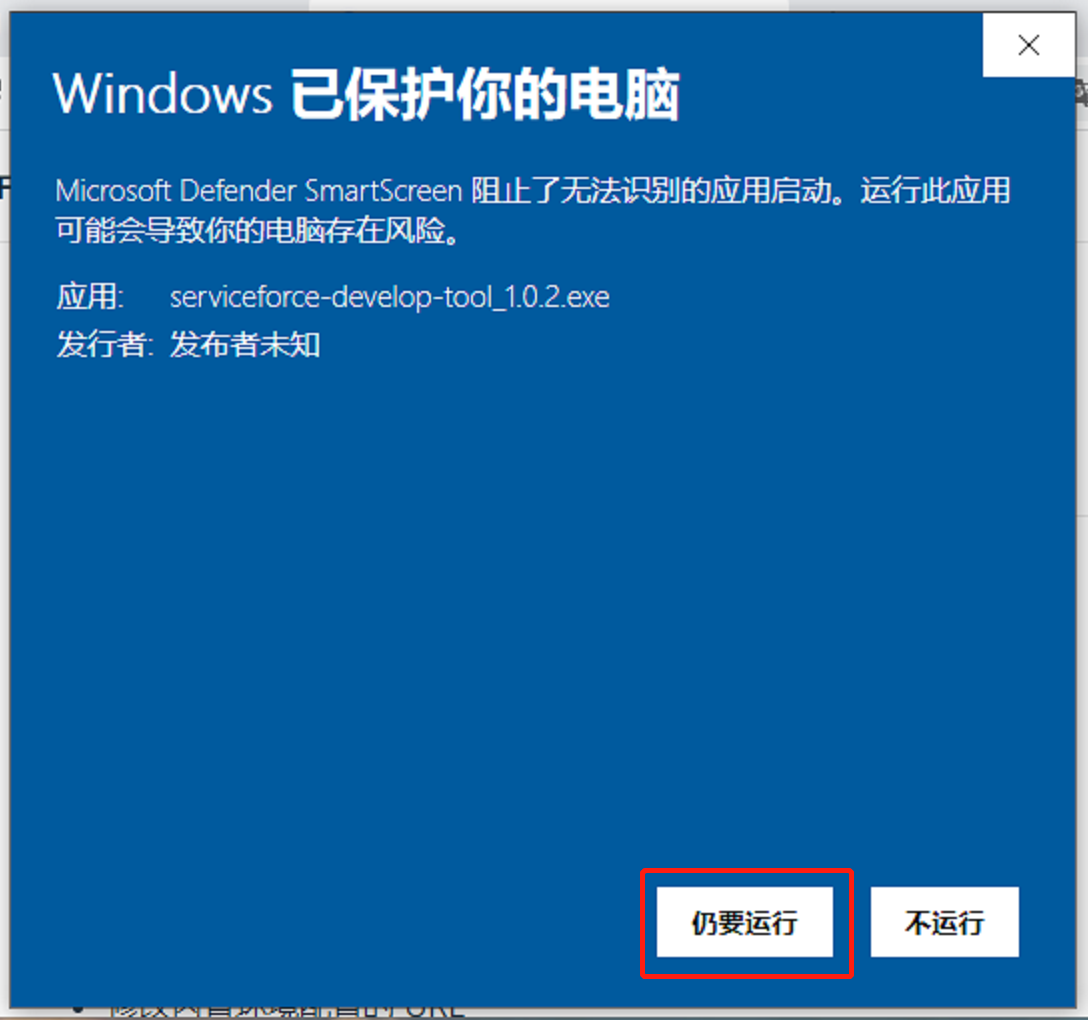 Windows 已保护你的电脑
Microsoft Defender SmartScreen 阻止了无法识别的应用启动。运行此应用
可能会导致你的电脑存在风险。
应用: serviceforce-develop-tool_1.0.2.exe
发行者: 发布者未知
仍要运行
不运行